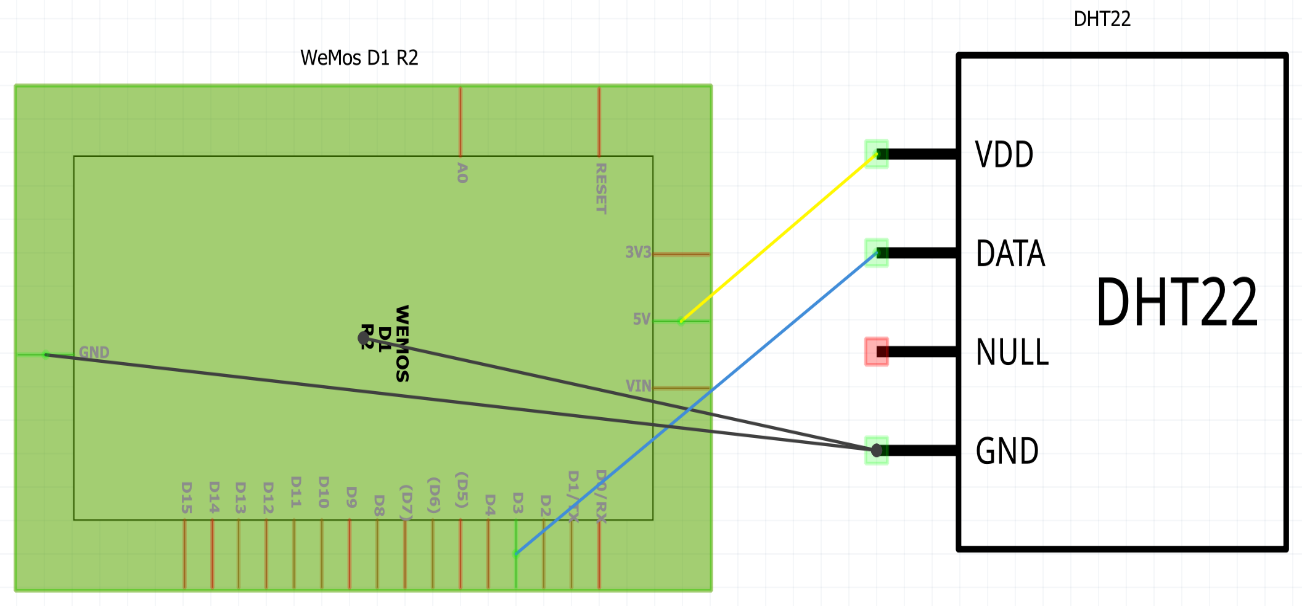 DHT22
WeMos D1 R2
A0
RESET
VDD
3V3
DATA
DHT22
5V
WEMOS
D1
R2
GND
NULL
VIN
GND
D15
D14
D13
D12
D11
D10
D9
D8
(D7)
(D6)
(D5)
D4
D3
D2
D1/TX
D0/RX